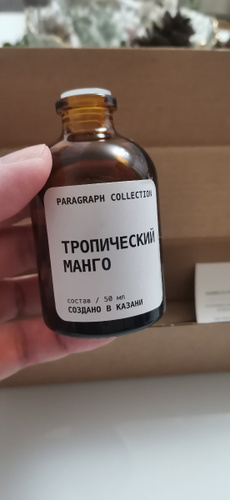 PARAGRAPH COLLECTION
ТРОПИЧЕСКИЙ
МАНГО
состав / 50 мл
СОЗДАНО В КАЗАНИ